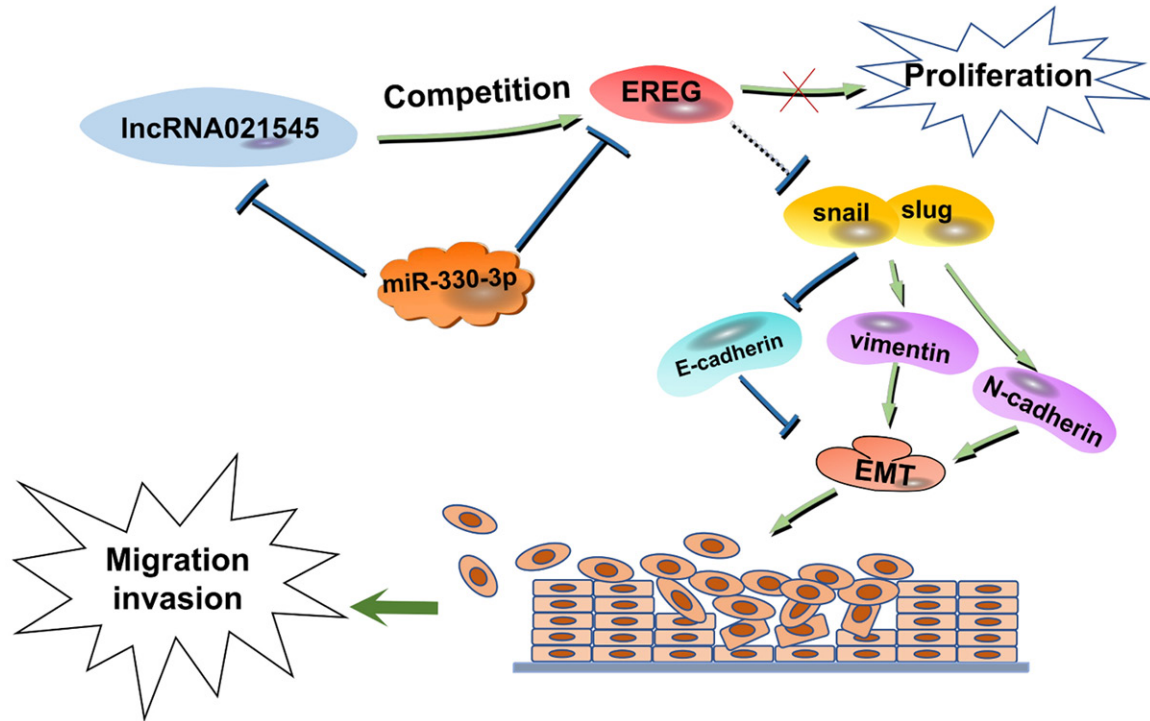 Competition
EREG
Proliferation
lncRNA021545
snail
slug
miR-330-3p
E-cadherin
vimentin
N-cadherin
EMT
Migration
invasion